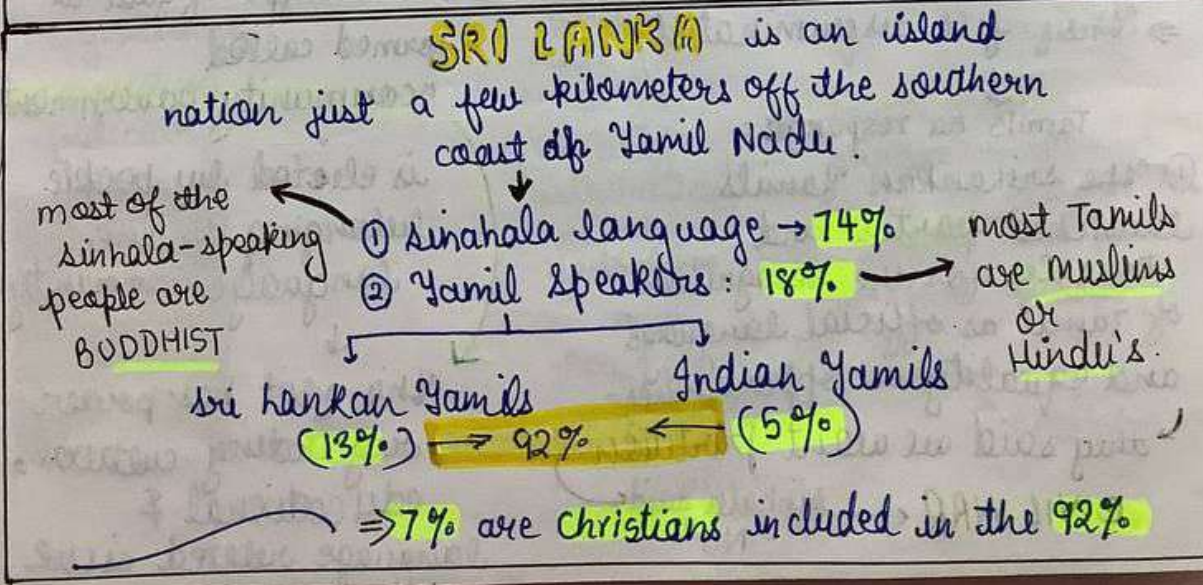 SRI LANKA is an island
nation just a few kilometers off the southern
coast of Tamil Nadu.
most of the
sinhala-speaking
people are
BUDDHIST
① sinahala language → 74%
② Tamil speakers : 18%
most Tamils
are muslims
or
Hindu's.
Sri Lankan Tamils
(13%) → 92% ←
Indian Tamils
(5%)
⇒ 7% are Christians included in the 92%